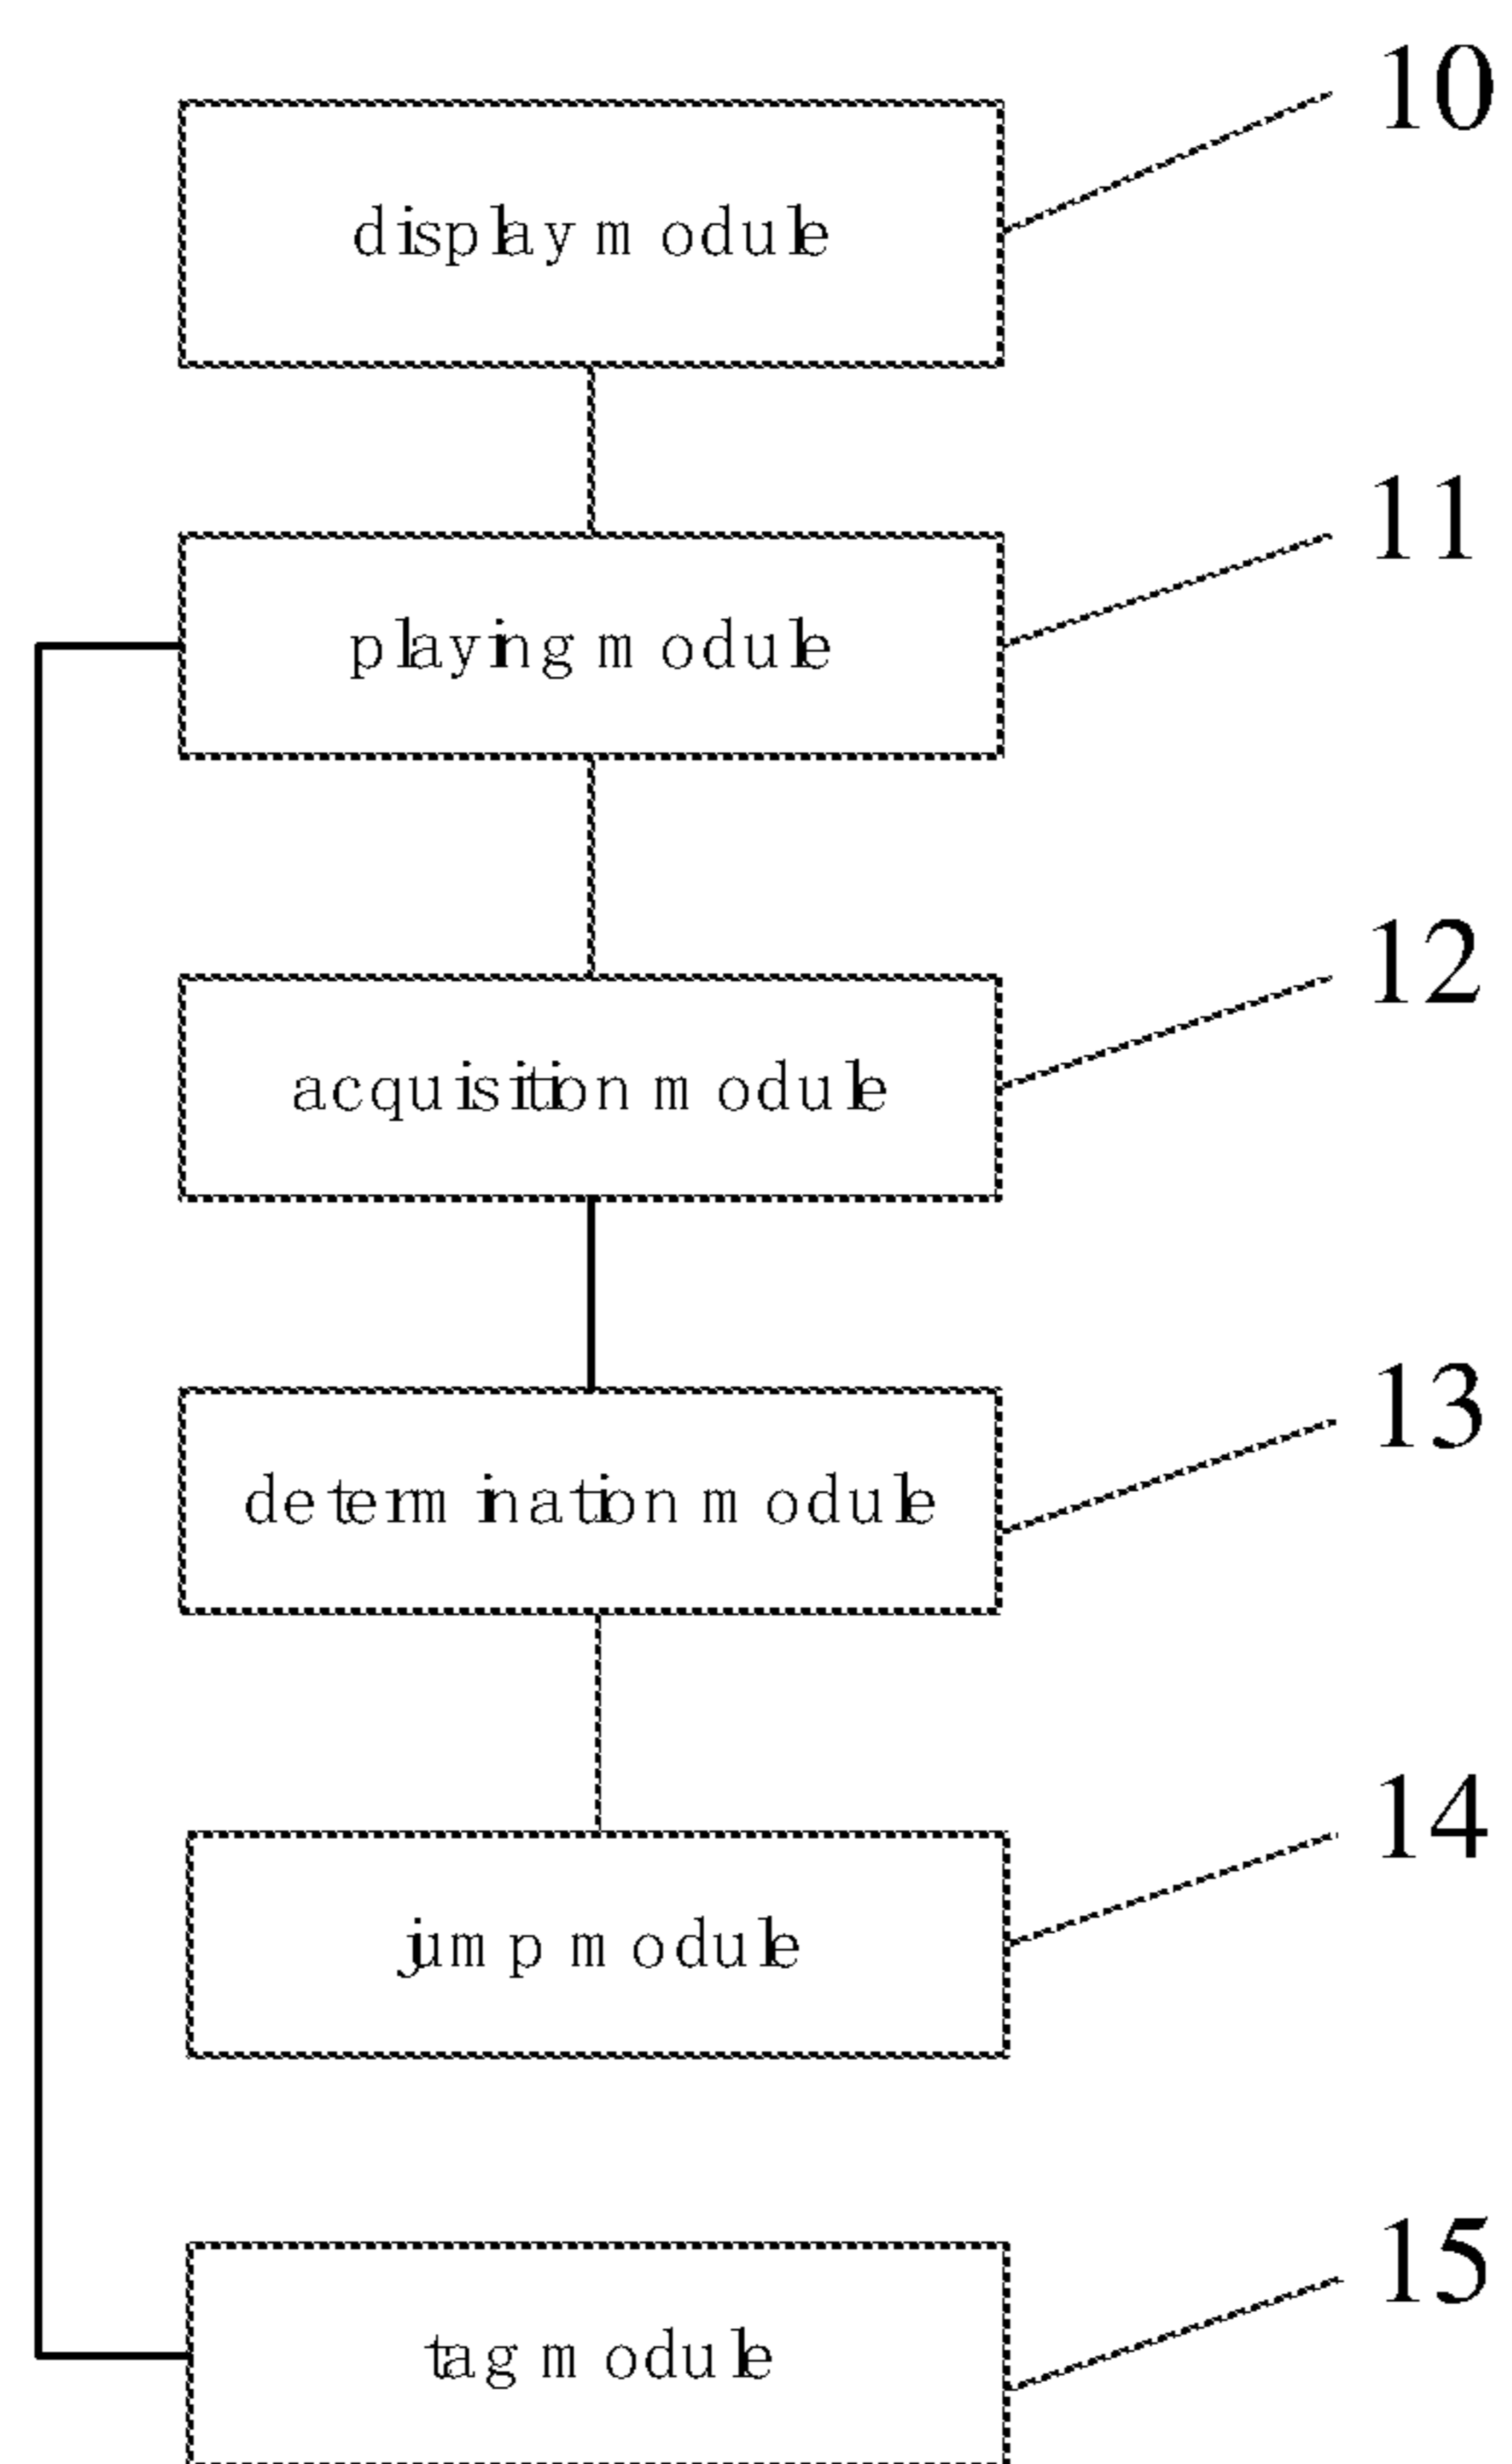 10
display module
11
playing module
12
acquisition module
13
determination module
14
jump module
15
tag module